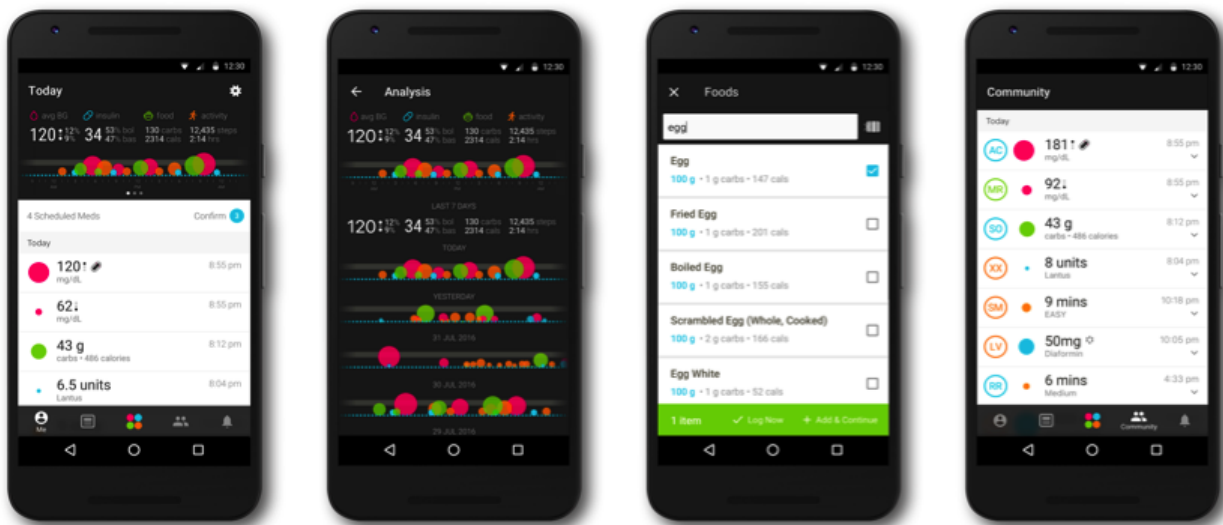 12:30
Today
avg BG insulin food activity
120 12% 9% 34 53% bol 47% bas 130 carbs 2314 cals 12,435 steps 2:14 hrs
4 Scheduled Meds Confirm 3
Today
120↑ 8:55 pm
mg/dL
62↓ 8:55 pm
mg/dL
43 g 8:12 pm
carbs • 486 calories
6.5 units 8:04 pm
Lantus
Me
12:30
← Analysis
avg BG insulin food activity
120 12% 9% 34 53% bol 47% bas 130 carbs 2314 cals 12,435 steps 2:14 hrs
LAST 7 DAYS
120 12% 9% 34 53% bol 47% bas 130 carbs 2314 cals 12,435 steps 2:14 hrs
TODAY
YESTERDAY
31 JUL, 2016
30 JUL, 2016
29 JUL, 2016
12:30
Foods
egg
Egg
100 g • 1 g carbs • 147 cals
Fried Egg
100 g • 1 g carbs • 201 cals
Boiled Egg
100 g • 1 g carbs • 155 cals
Scrambled Egg (Whole, Cooked)
100 g • 2 g carbs • 166 cals
Egg White
100 g • 1 g carbs • 52 cals
1 item Log Now + Add & Continue
12:30
Community
Today
AC 181↑ 8:55 pm
mg/dL
MR 92↓ 8:55 pm
mg/dL
SO 43 g 8:12 pm
carbs • 486 calories
XX 8 units 8:04 pm
Lantus
SM 9 mins 10:18 pm
EASY
LV 50mg 10:05 pm
Diaformin
RR 6 mins 4:33 pm
Medium
Community